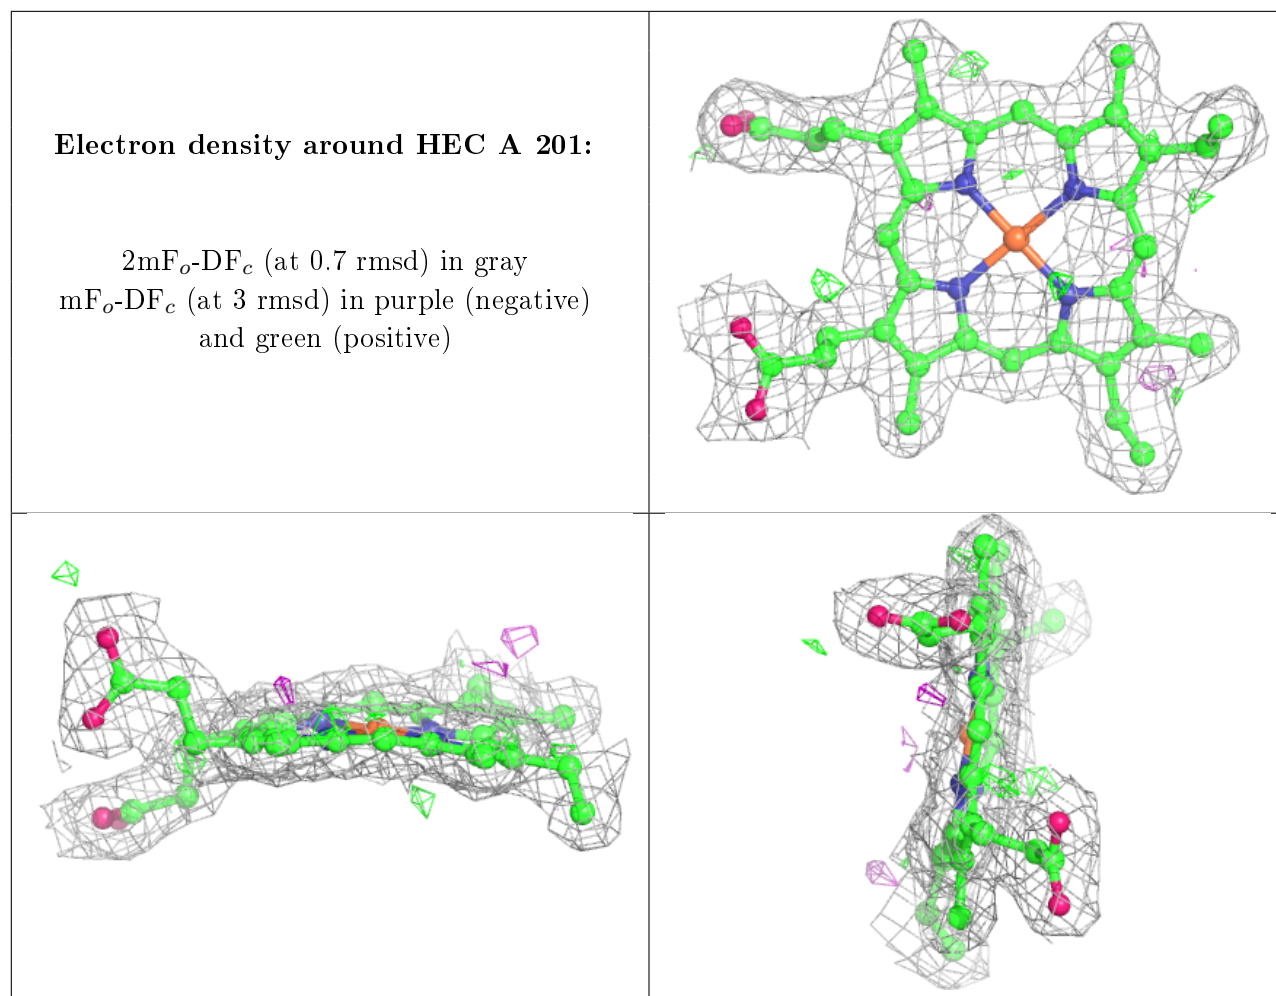 Electron density around HEC A 201:
2mFo-DFc (at 0.7 rmsd) in gray
mFo-DFc (at 3 rmsd) in purple (negative)
and green (positive)